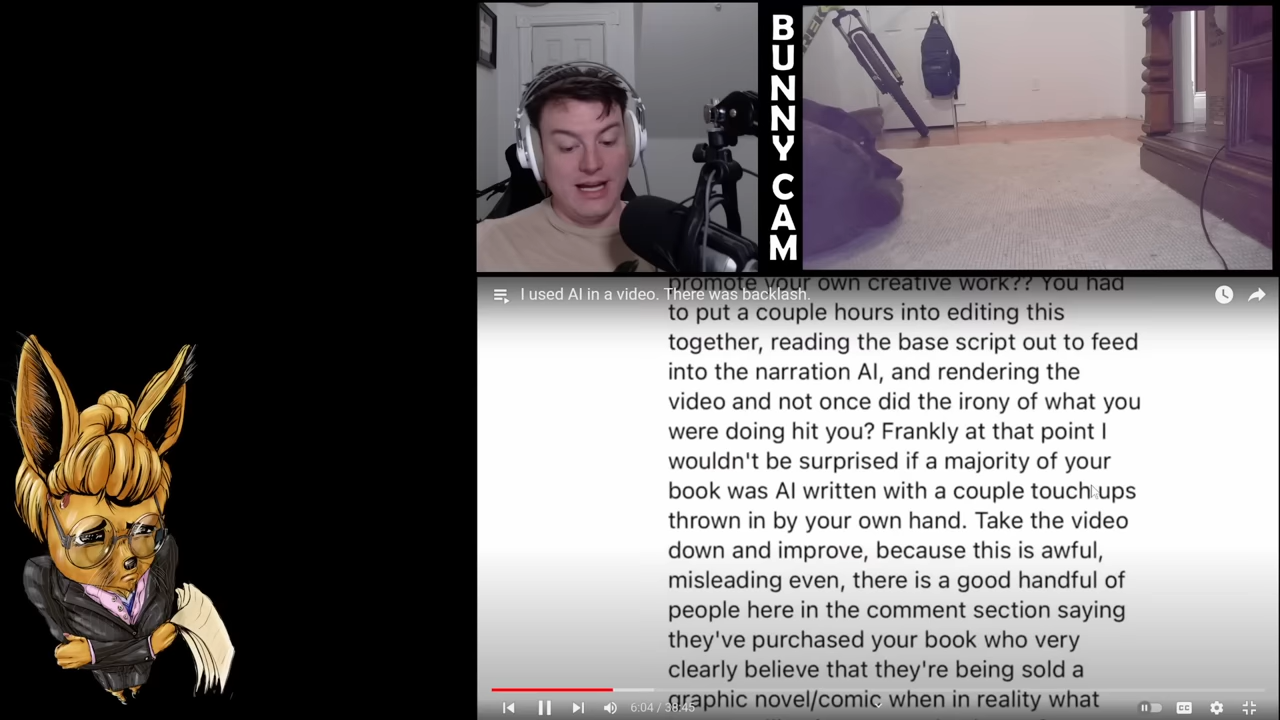 BUNNY CAM
I used AI in a video. There was backlash.
promote your own creative work?? You had
to put a couple hours into editing this
together, reading the base script out to feed
into the narration AI, and rendering the
video and not once did the irony of what you
were doing hit you? Frankly at that point I
wouldn't be surprised if a majority of your
book was AI written with a couple touch ups
thrown in by your own hand. Take the video
down and improve, because this is awful,
misleading even, there is a good handful of
people here in the comment section saying
they've purchased your book who very
clearly believe that they're being sold a
graphic novel/comic when in reality what
6:04 / 38:45
CC